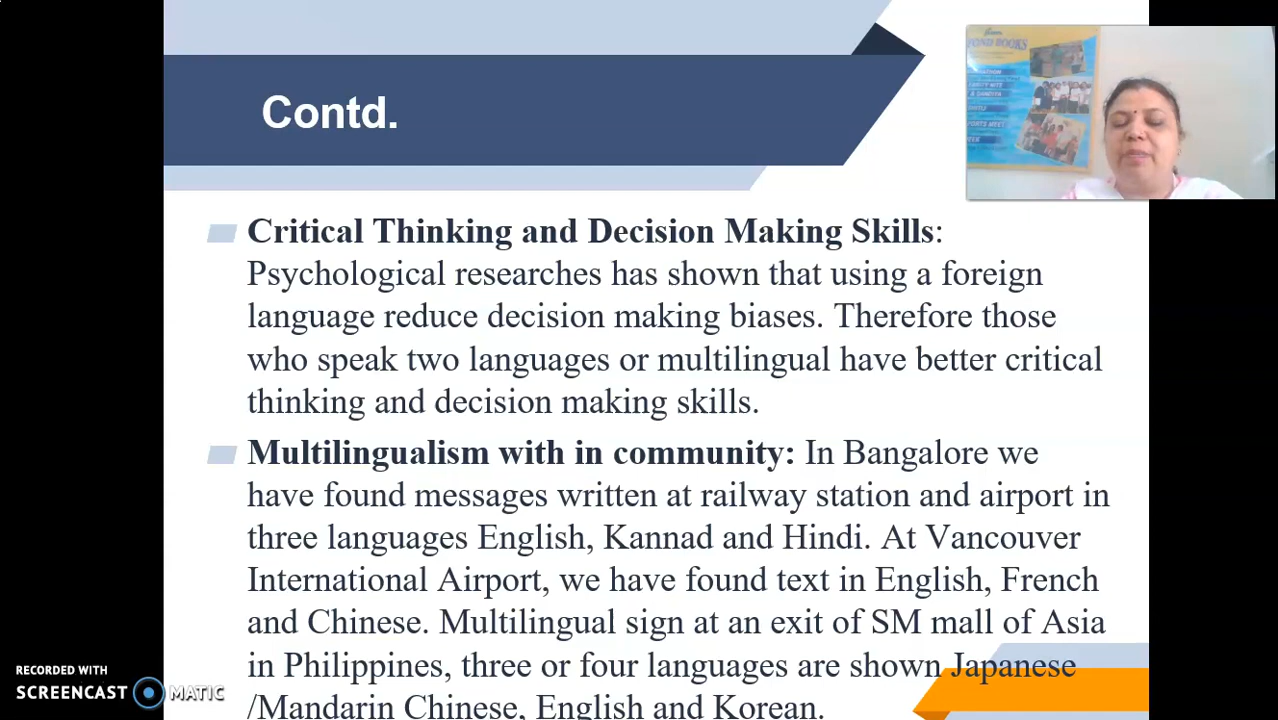 Contd.
Critical Thinking and Decision Making Skills:
Psychological researches has shown that using a foreign
language reduce decision making biases. Therefore those
who speak two languages or multilingual have better critical
thinking and decision making skills.
Multilingualism with in community: In Bangalore we
have found messages written at railway station and airport in
three languages English, Kannad and Hindi. At Vancouver
International Airport, we have found text in English, French
and Chinese. Multilingual sign at an exit of SM mall of Asia
in Philippines, three or four languages are shown Japanese
/Mandarin Chinese, English and Korean.
BOOKS
SPORTS MEET
RECORDED WITH
SCREENCAST MATIC